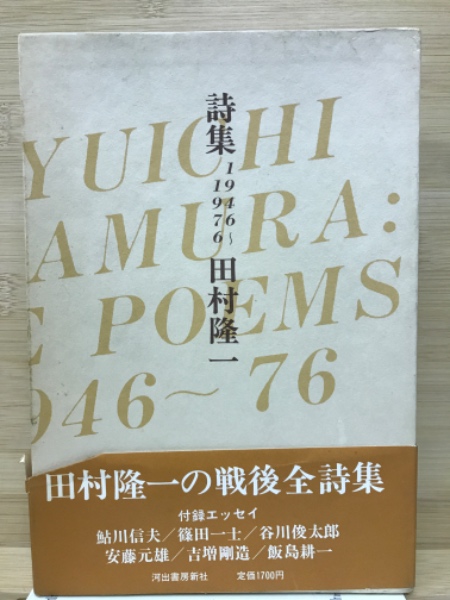 YUICHI
AMURA:
E POEMS
946～76
詩集
1946～
1976
田村隆一
田村隆一の戦後全詩集
付録エッセイ
鮎川信夫／篠田一士／谷川俊太郎
安藤元雄／吉増剛造／飯島耕一
河出書房新社 定価1700円